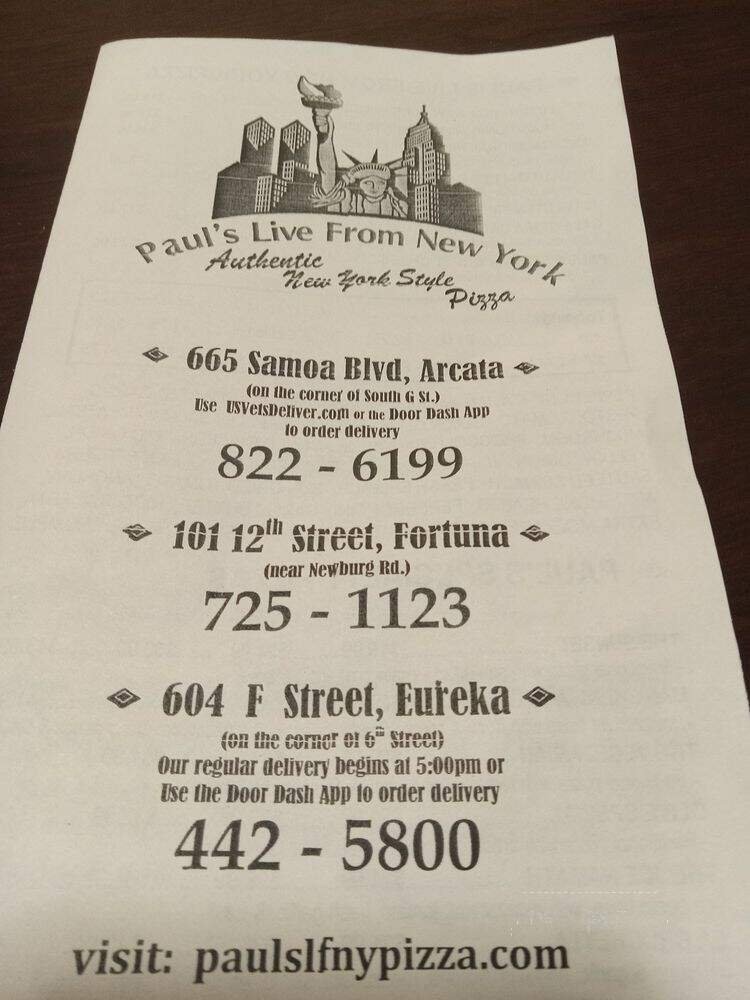 Paul's Live From New York
Authentic
New York Style
Pizza
665 Samoa Blvd, Arcata
(on the corner of South G St.)
Use USVetsDeliver.com or the Door Dash App
to order delivery
822 - 6199
101 12th Street, Fortuna
(near Newburg Rd.)
725 - 1123
604 F Street, Eureka
(on the corner of 6th Street)
Our regular delivery begins at 5:00pm or
Use the Door Dash App to order delivery
442 - 5800
visit: paulslfnypizza.com